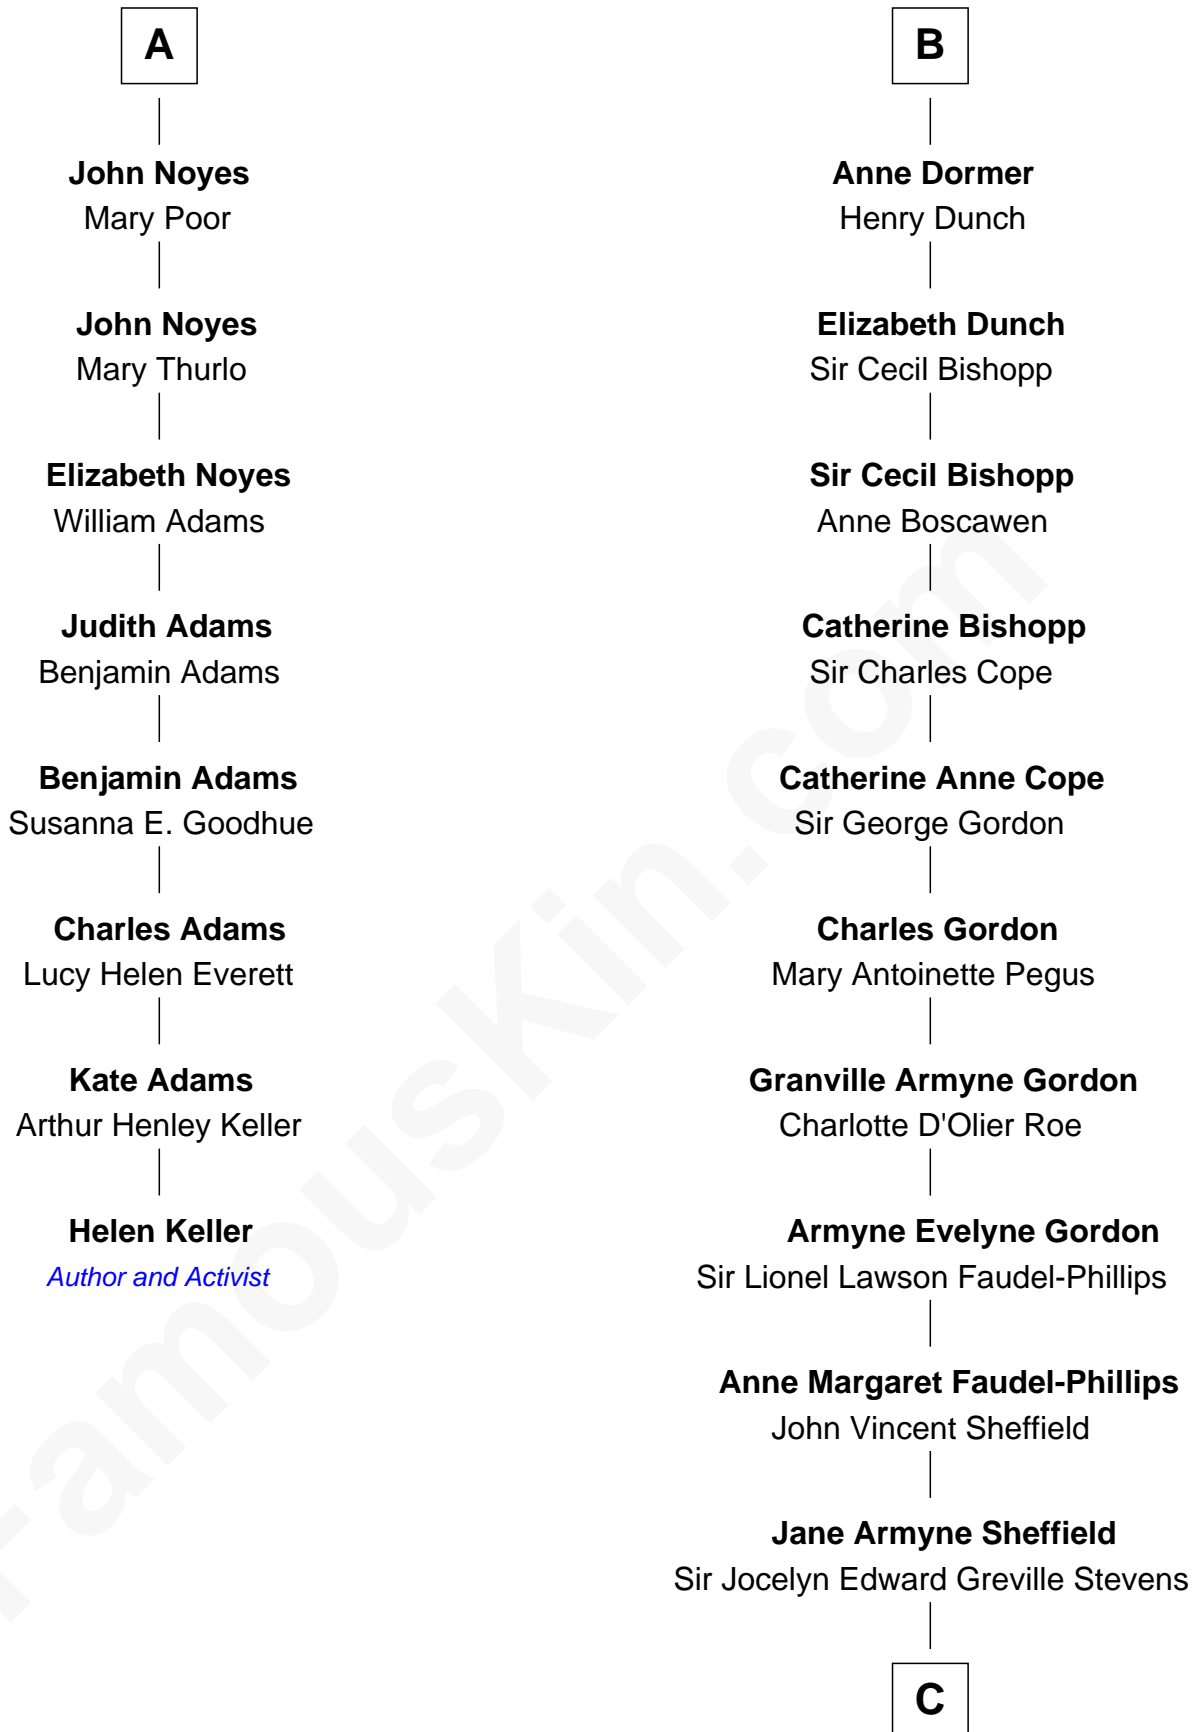 A
John Noyes
Mary Poor
John Noyes
Mary Thurlo
Elizabeth Noyes
William Adams
Judith Adams
Benjamin Adams
Benjamin Adams
Susanna E. Goodhue
Charles Adams
Lucy Helen Everett
Kate Adams
Arthur Henley Keller
Helen Keller
Author and Activist
B
Anne Dormer
Henry Dunch
Elizabeth Dunch
Sir Cecil Bishopp
Sir Cecil Bishopp
Anne Boscawen
Catherine Bishopp
Sir Charles Cope
Catherine Anne Cope
Sir George Gordon
Charles Gordon
Mary Antoinette Pegus
Granville Armyne Gordon
Charlotte D'Olier Roe
Armyne Evelyne Gordon
Sir Lionel Lawson Faudel-Phillips
Anne Margaret Faudel-Phillips
John Vincent Sheffield
Jane Armyne Sheffield
Sir Jocelyn Edward Greville Stevens
C
FamousKin.com